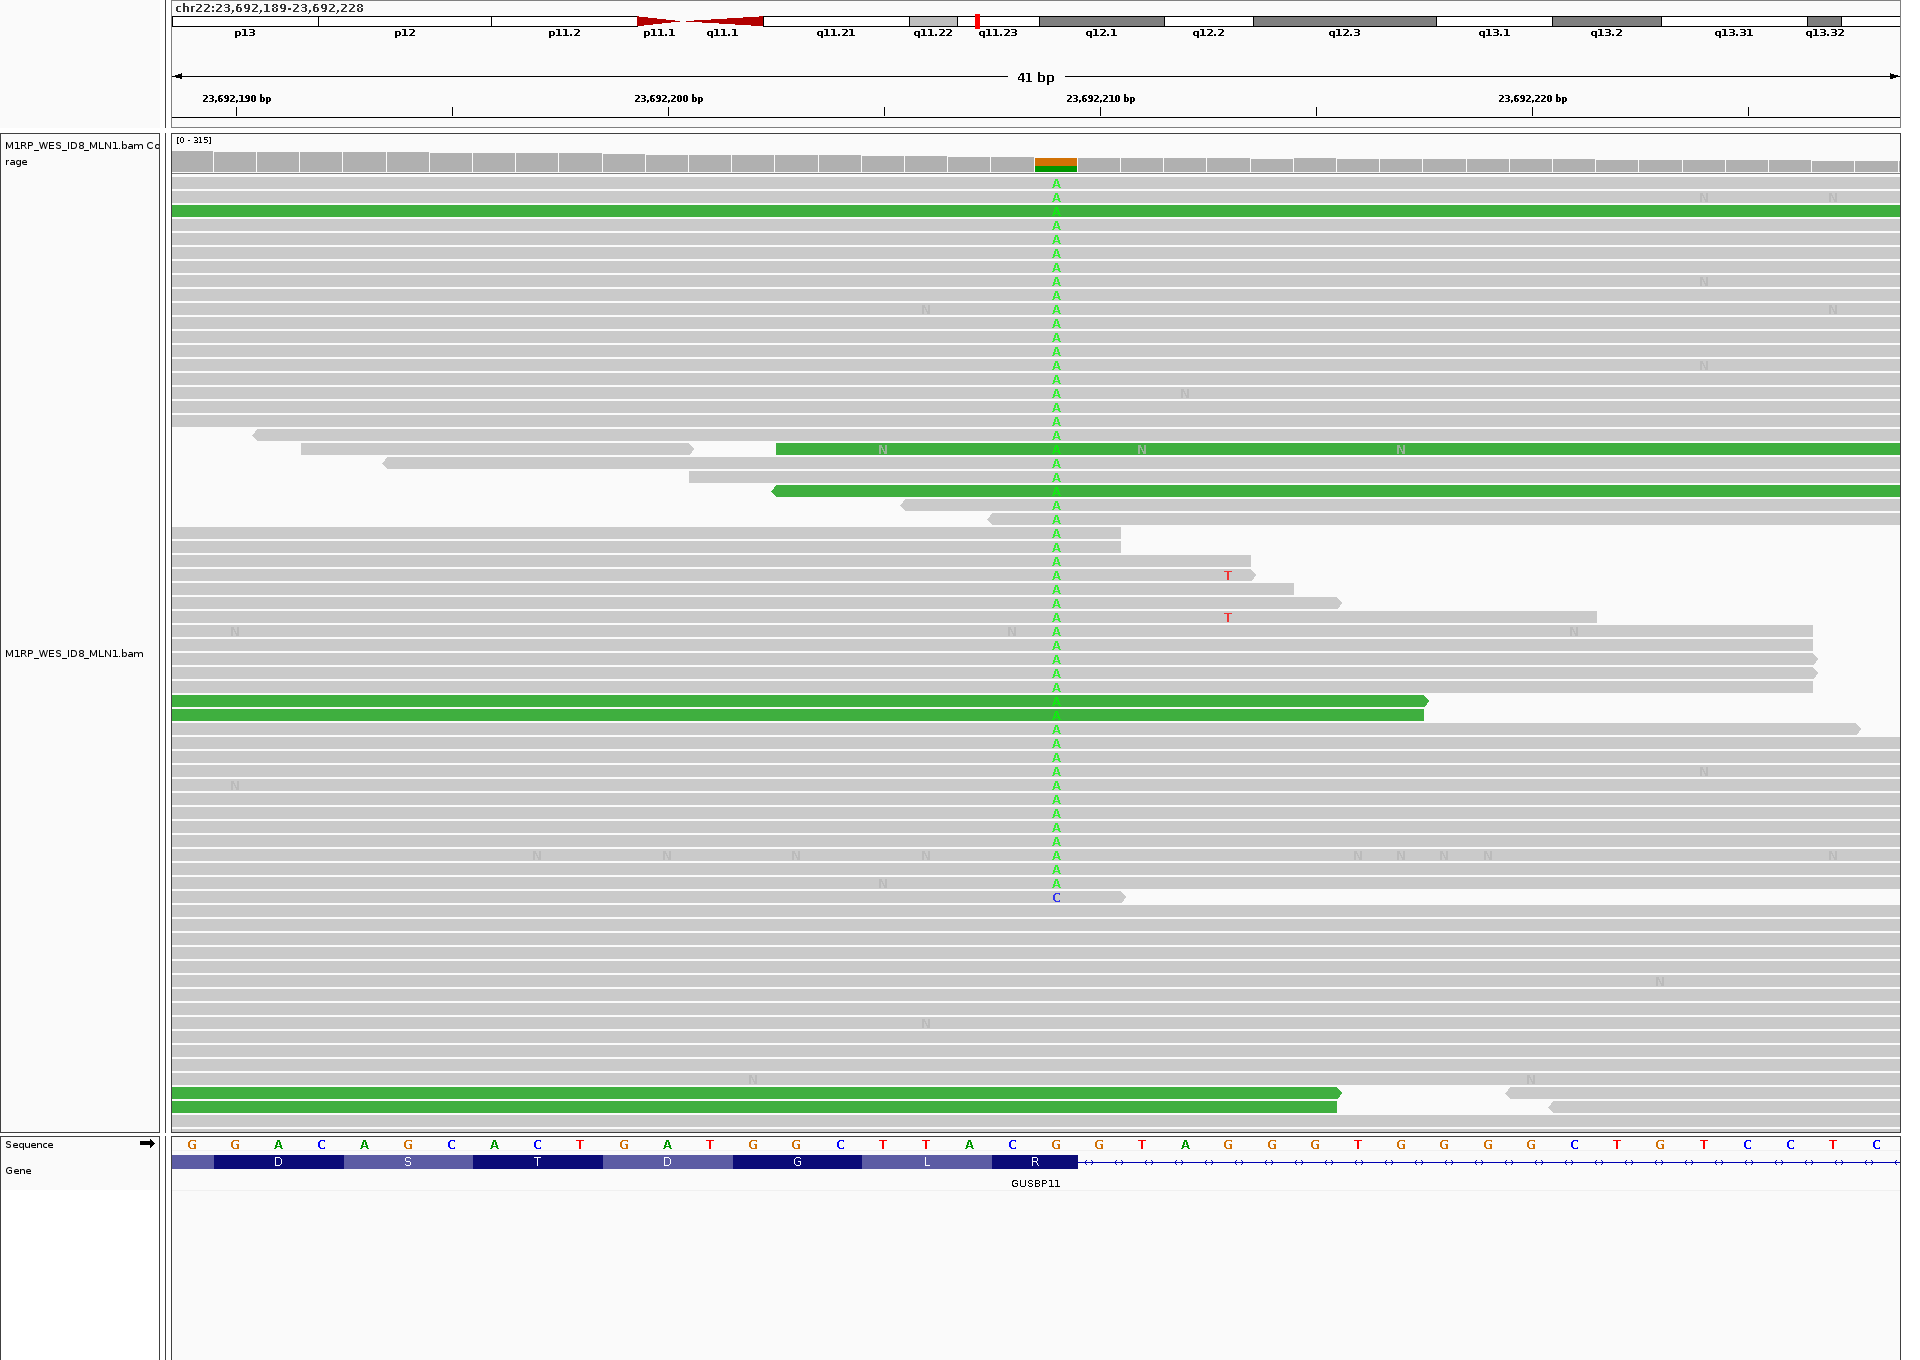 chr22:23,692,189-23,692,228
p13 p12 p11.2 p11.1 q11.1 q11.21 q11.22 q11.23 q12.1 q12.2 q12.3 q13.1 q13.2 q13.31 q13.32
41 bp
23,692,190 bp 23,692,200 bp 23,692,210 bp 23,692,220 bp
M1RP_WES_ID8_MLN1.bam Co
rage
[0 - 315]
A
A N N
A
A
A
A
A
A N
A
N A N
A
A
A
A N
A
A N
A
A
A
N A N N
A
A
A
A
A
A
A
A
A T
A
A
A T
N N A N
A
M1RP_WES_ID8_MLN1.bam
A
A
A
A
A
A
A
A
A N
N A
A
A
A
A
N N N N A N N N N N
A
N A
C
N
N
N N
Sequence
G G A C A G C A C T G A T G G C T T A C G G T A G G G T G G G G C T G T C C T C
Gene
D S T D G L R
GUSBP11